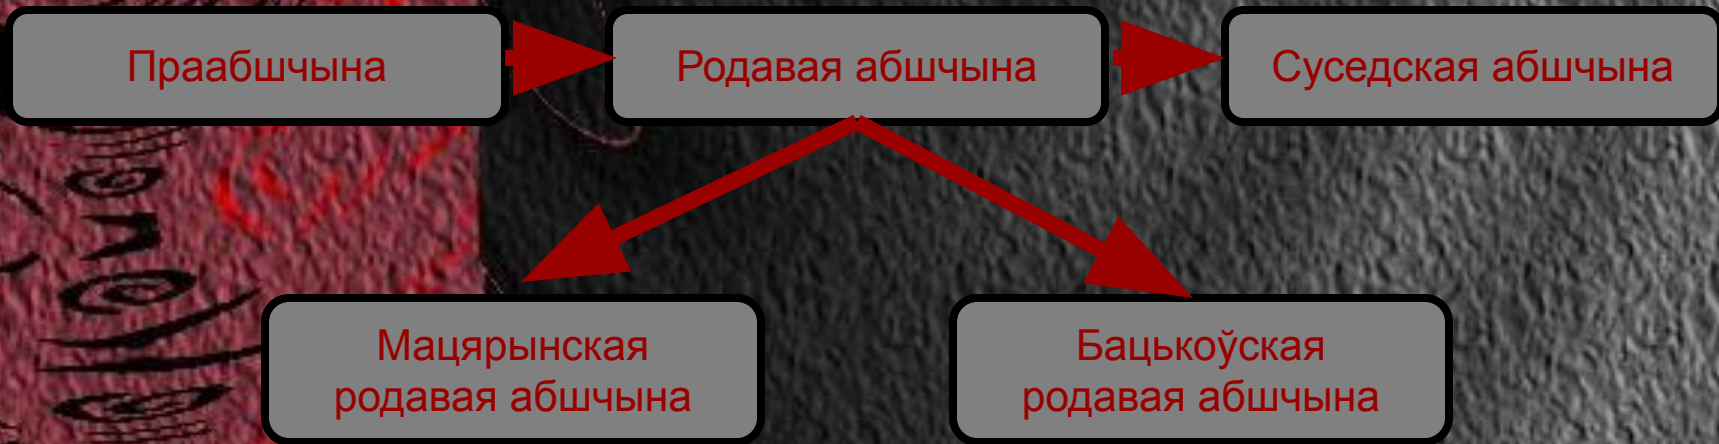 Праабшчына
Родавая абшчына
Суседская абшчына
Мацярынская
родавая абшчына
Бацькоўская
родавая абшчына